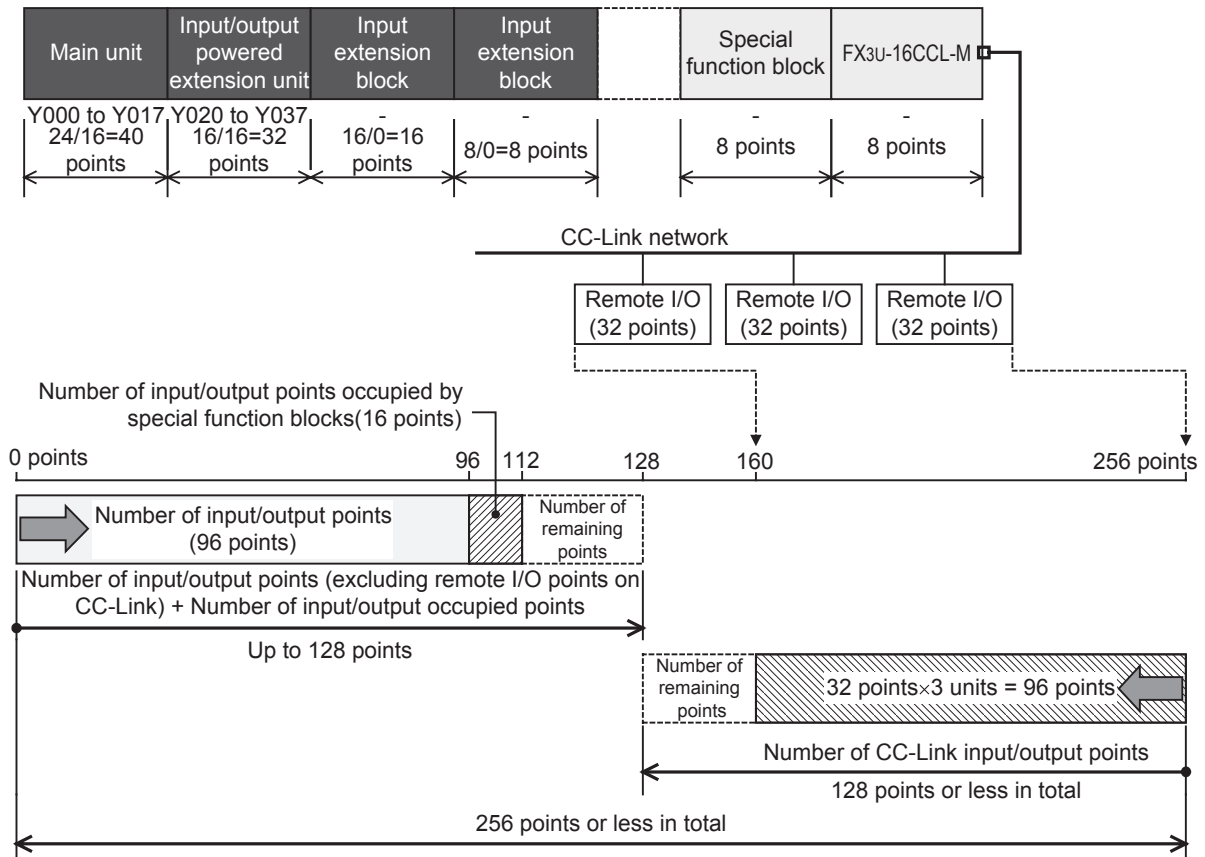 Main unit
Input/output
powered
extension unit
Input
extension
block
Input
extension
block
Special
function block
FX3U-16CCL-M
Y000 to Y017
24/16=40
points
Y020 to Y037
16/16=32
points
-
16/0=16
points
-
8/0=8 points
-
8 points
-
8 points
CC-Link network
Remote I/O
(32 points)
Remote I/O
(32 points)
Remote I/O
(32 points)
Number of input/output points occupied by
special function blocks(16 points)
0 points
96
112
128
160
256 points
Number of input/output points
(96 points)
Number of
remaining
points
Number of input/output points (excluding remote I/O points on
CC-Link) + Number of input/output occupied points
Up to 128 points
Number of
remaining
points
32 points×3 units = 96 points
Number of CC-Link input/output points
128 points or less in total
256 points or less in total